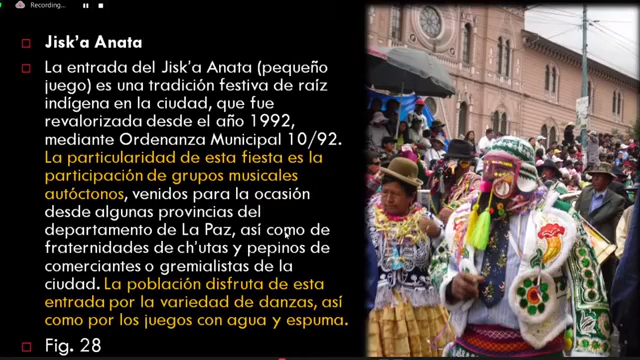 Recording...
Jisk’a Anata
La entrada del Jisk’a Anata (pequeño
juego) es una tradición festiva de raíz
indígena en la ciudad, que fue
revalorizada desde el año 1992,
mediante Ordenanza Municipal 10/92.
La particularidad de esta fiesta es la
participación de grupos musicales
autóctonos, venidos para la ocasión
desde algunas provincias del
departamento de La Paz, así como de
fraternidades de ch’utas y pepinos de
comerciantes o gremialistas de la
ciudad. La población disfruta de esta
entrada por la variedad de danzas, así
como por los juegos con agua y espuma.
Fig. 28